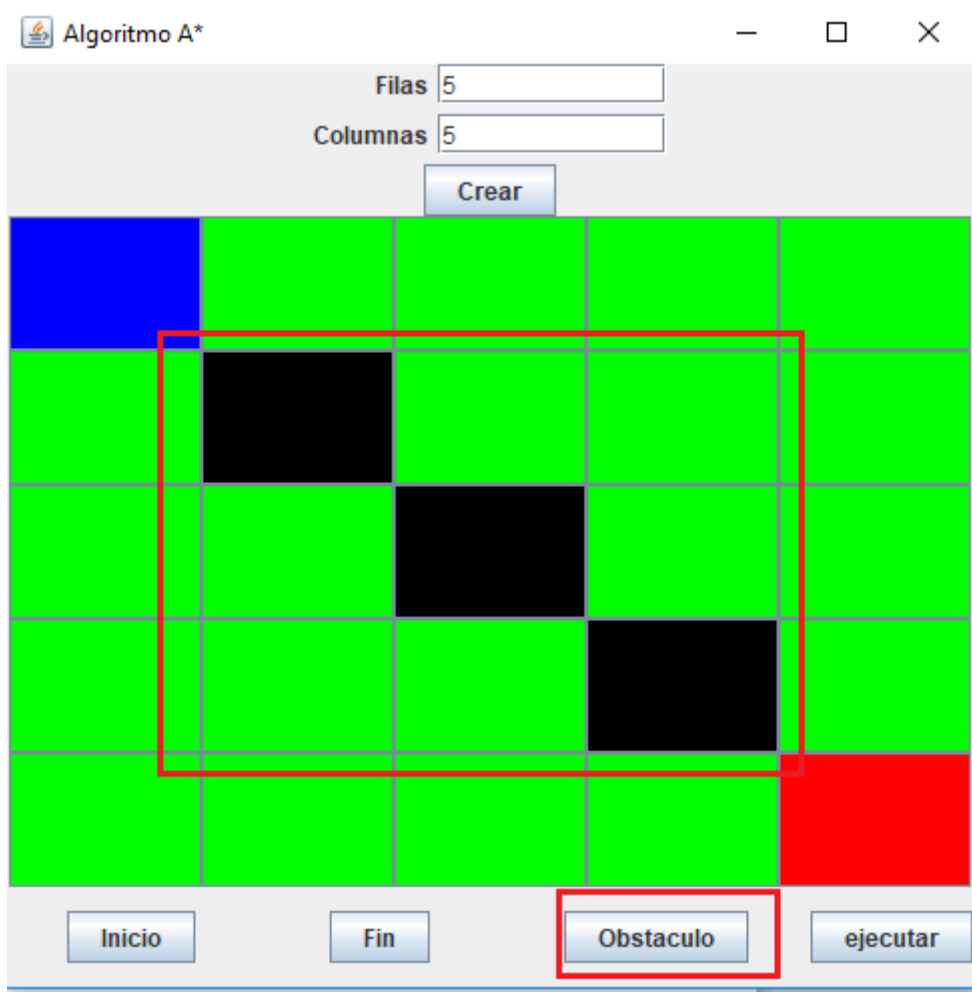 Algoritmo A*
Filas 5
Columnas 5
Crear
Inicio Fin Obstaculo ejecutar